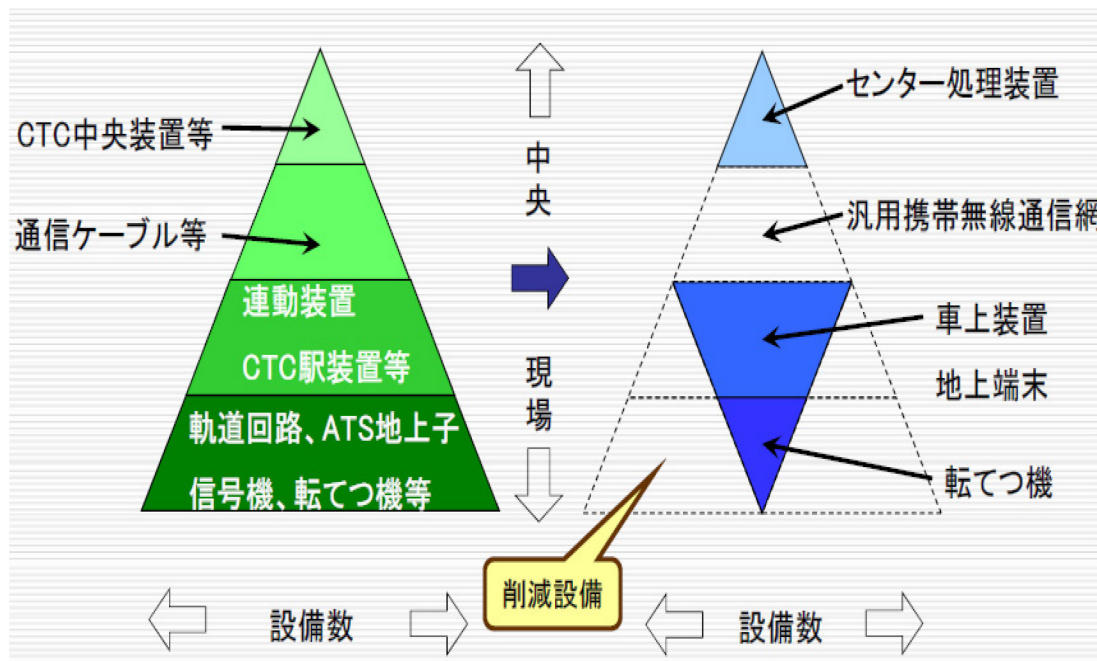 CTC中央装置等
通信ケーブル等
連動装置
CTC駅装置等
軌道回路、ATS地上子
信号機、転てつ機等
設備数
中央
現場
センター処理装置
汎用携帯無線通信網
車上装置
地上端末
転てつ機
削減設備
設備数